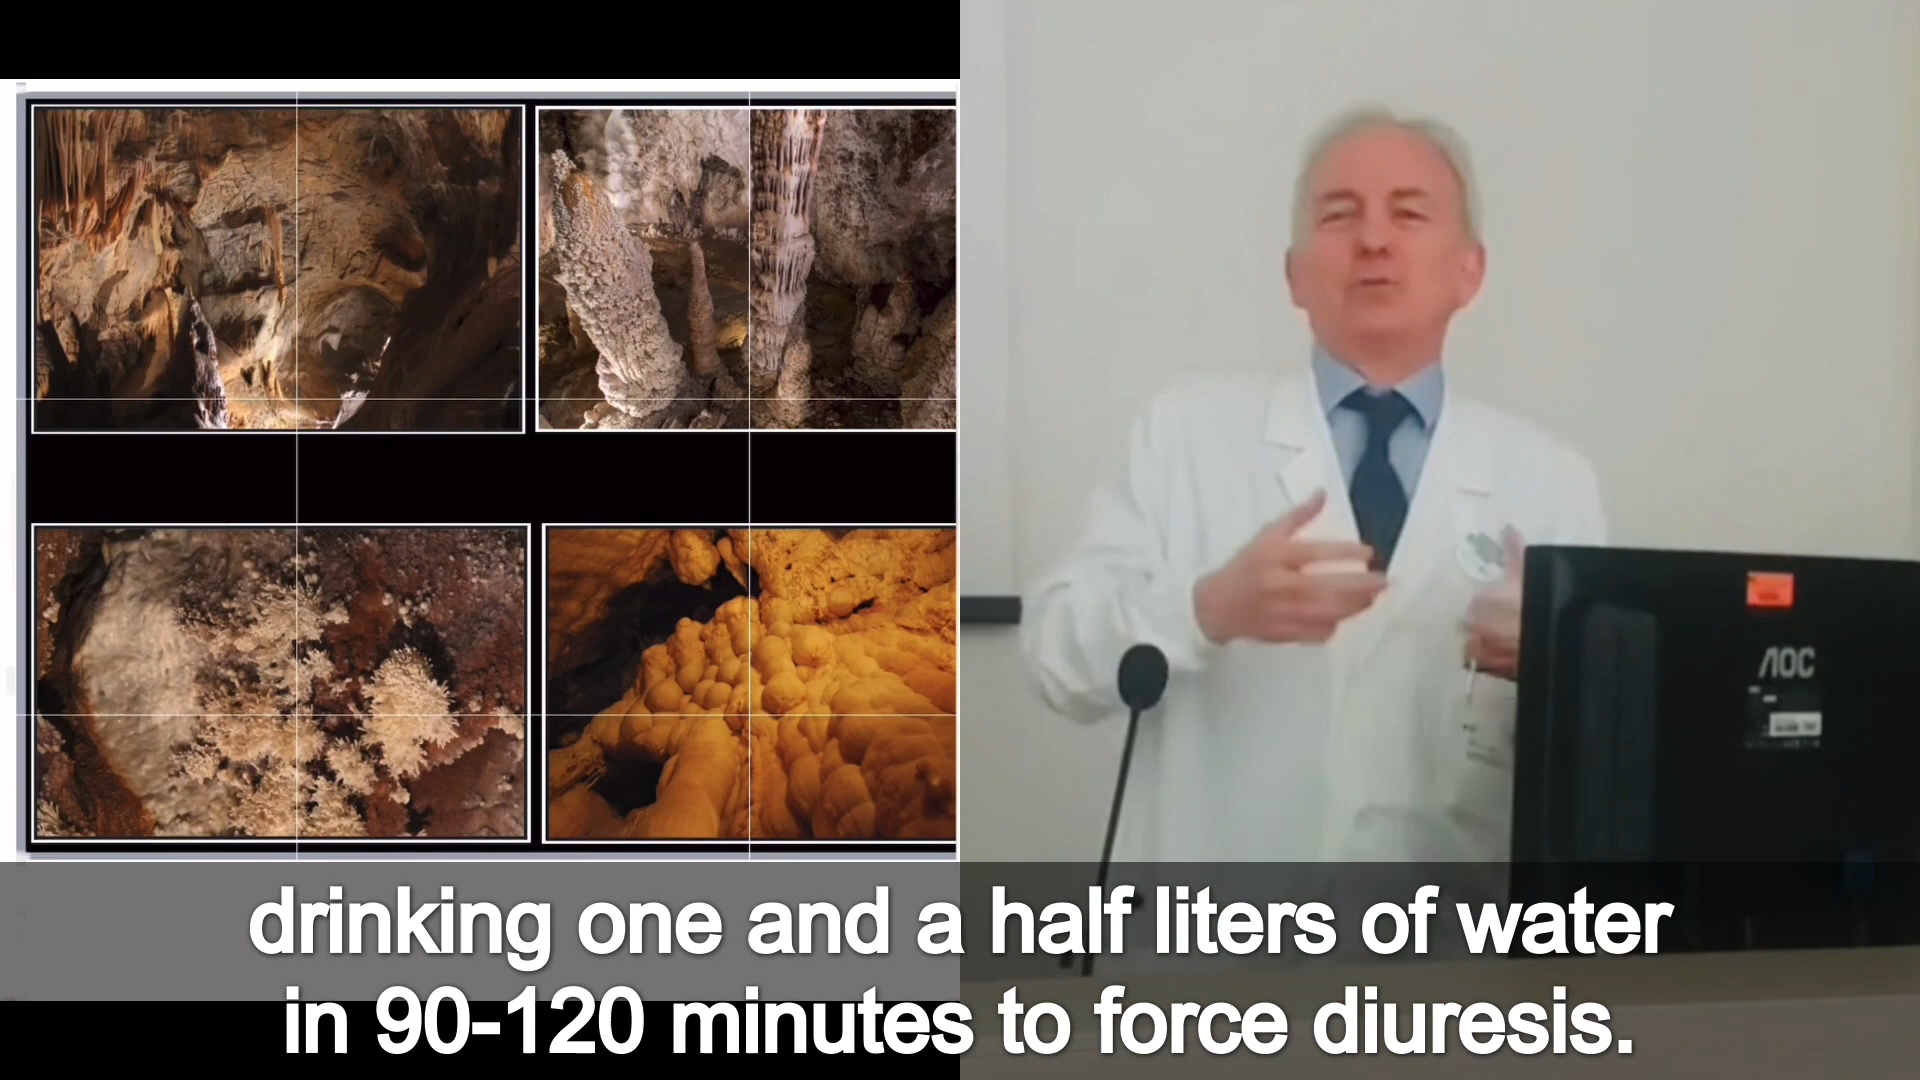 AOC
drinking one and a half liters of water
in 90-120 minutes to force diuresis.